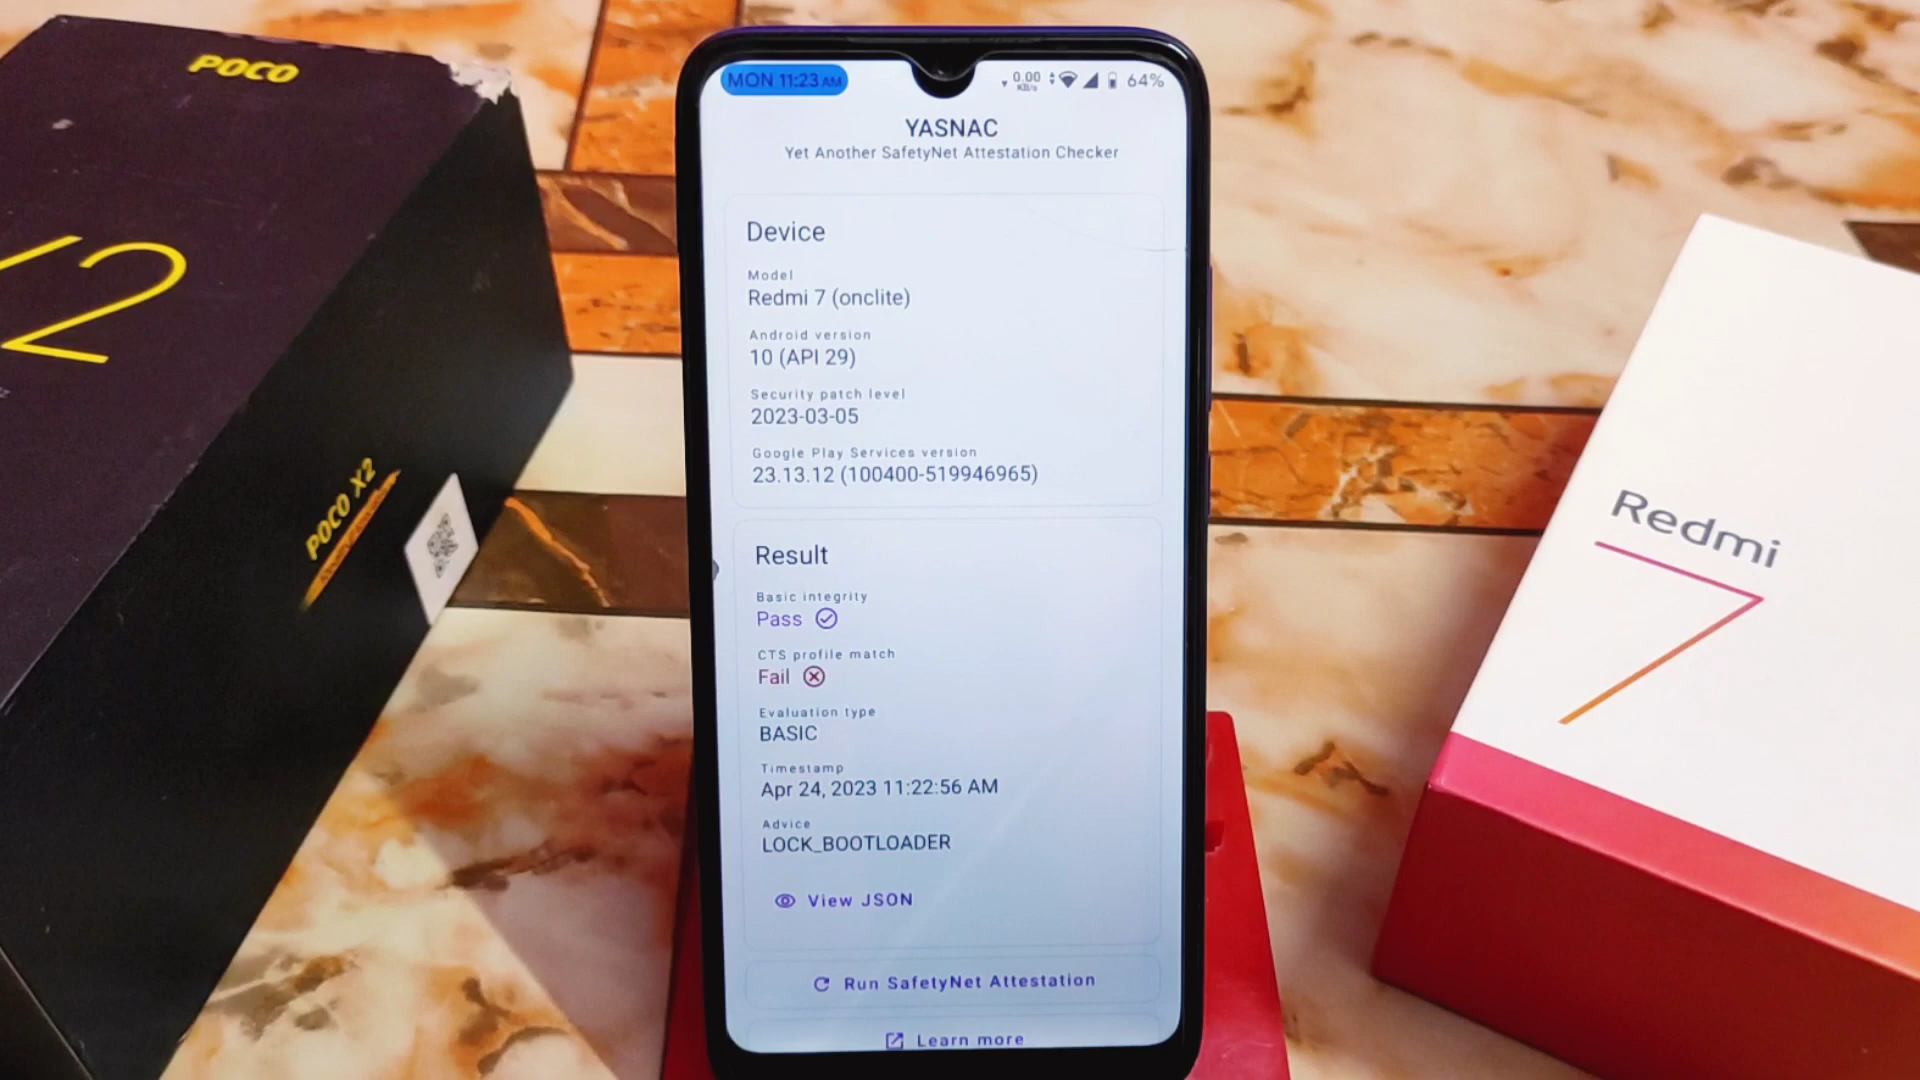 POCO
X2
POCO X2
MON 11:23 AM
0.00
KB/s
64%
YASNAC
Yet Another SafetyNet Attestation Checker
Device
Model
Redmi 7 (onclite)
Android version
10 (API 29)
Security patch level
2023-03-05
Google Play Services version
23.13.12 (100400-519946965)
Result
Basic integrity
Pass
CTS profile match
Fail
Evaluation type
BASIC
Timestamp
Apr 24, 2023 11:22:56 AM
Advice
LOCK_BOOTLOADER
View JSON
Run SafetyNet Attestation
Learn more
Redmi
7